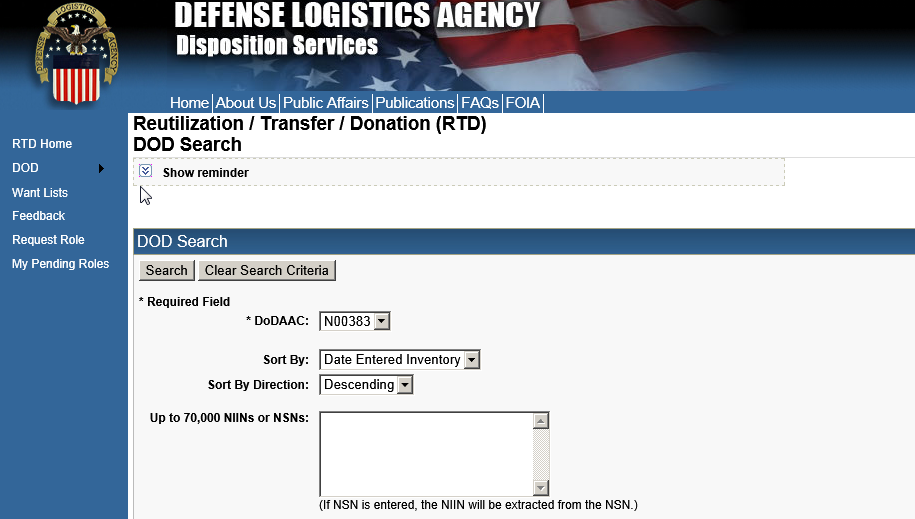 DEFENSE LOGISTICS AGENCY
Disposition Services
DEFENSE LOGISTICS AGENCY
Home About Us Public Affairs Publications FAQs FOIA
RTD Home
DOD
Want Lists
Feedback
Request Role
My Pending Roles
Reutilization / Transfer / Donation (RTD)
DOD Search
Show reminder
DOD Search
Search Clear Search Criteria
* Required Field
* DoDAAC: N00383
Sort By: Date Entered Inventory
Sort By Direction: Descending
Up to 70,000 NIINs or NSNs:
(If NSN is entered, the NIIN will be extracted from the NSN.)